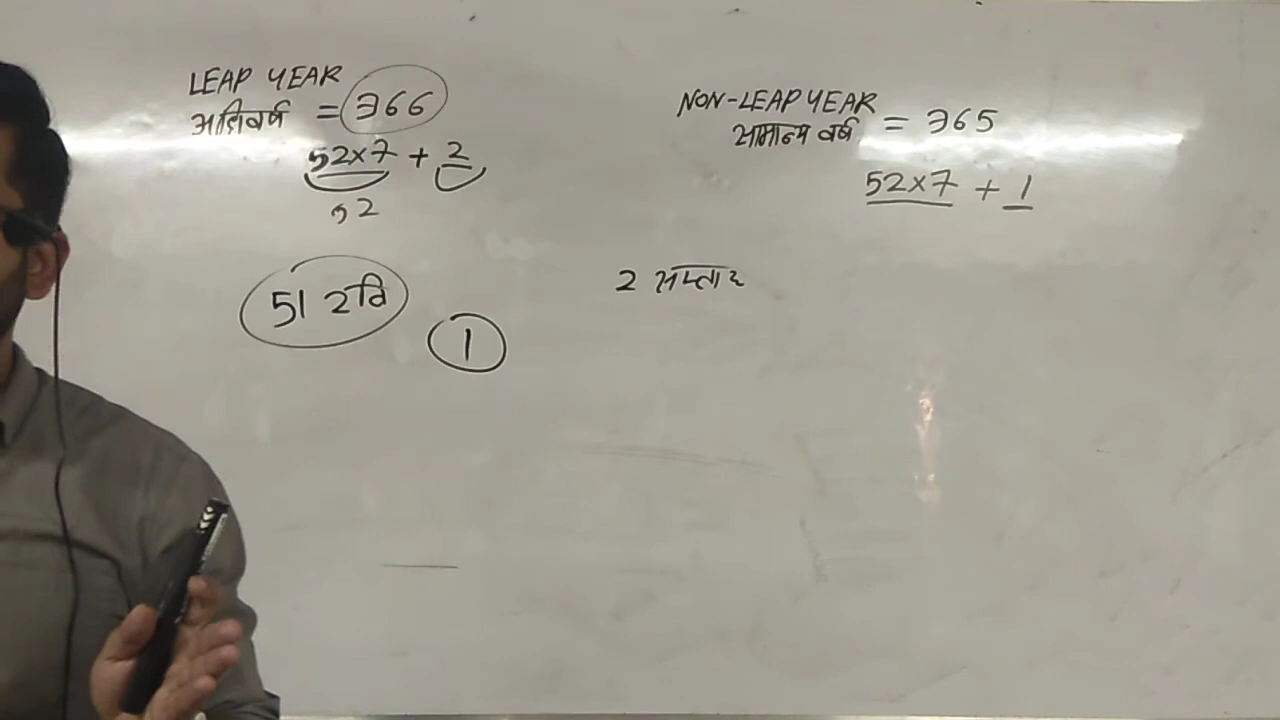 LEAP YEAR
अधिवर्ष = 366
52×7 + 2
52
51 रवि
1
NON-LEAP YEAR
सामान्य वर्ष = 365
52×7 + 1
2 सप्ताह